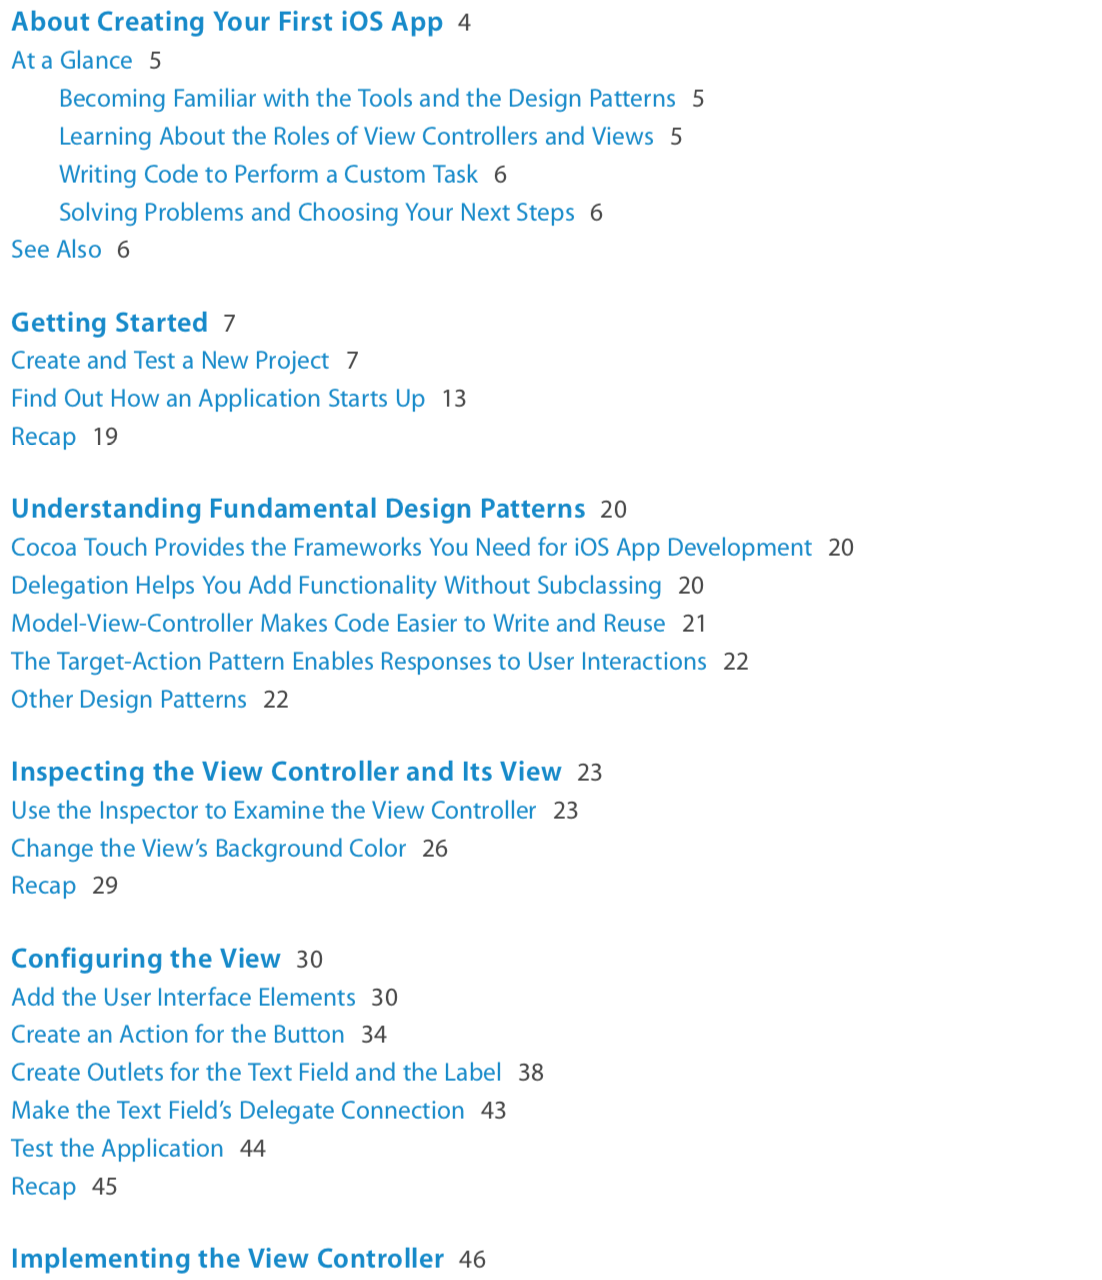 About Creating Your First iOS App 4
At a Glance 5
Becoming Familiar with the Tools and the Design Patterns 5
Learning About the Roles of View Controllers and Views 5
Writing Code to Perform a Custom Task 6
Solving Problems and Choosing Your Next Steps 6
See Also 6
Getting Started 7
Create and Test a New Project 7
Find Out How an Application Starts Up 13
Recap 19
Understanding Fundamental Design Patterns 20
Cocoa Touch Provides the Frameworks You Need for iOS App Development 20
Delegation Helps You Add Functionality Without Subclassing 20
Model-View-Controller Makes Code Easier to Write and Reuse 21
The Target-Action Pattern Enables Responses to User Interactions 22
Other Design Patterns 22
Inspecting the View Controller and Its View 23
Use the Inspector to Examine the View Controller 23
Change the View’s Background Color 26
Recap 29
Configuring the View 30
Add the User Interface Elements 30
Create an Action for the Button 34
Create Outlets for the Text Field and the Label 38
Make the Text Field’s Delegate Connection 43
Test the Application 44
Recap 45
Implementing the View Controller 46